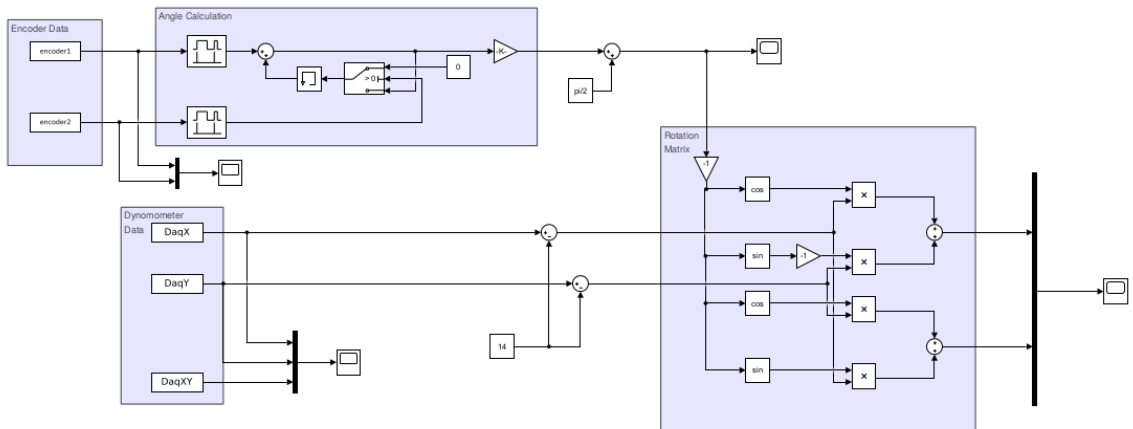 Encoder Data
encoder1
encoder2
Angle Calculation
-K-
0
> 0
pi/2
Dynomometer
Data
DaqX
DaqY
DaqXY
14
Rotation
Matrix
-1
cos
sin
-1
cos
sin
×
×
×
×